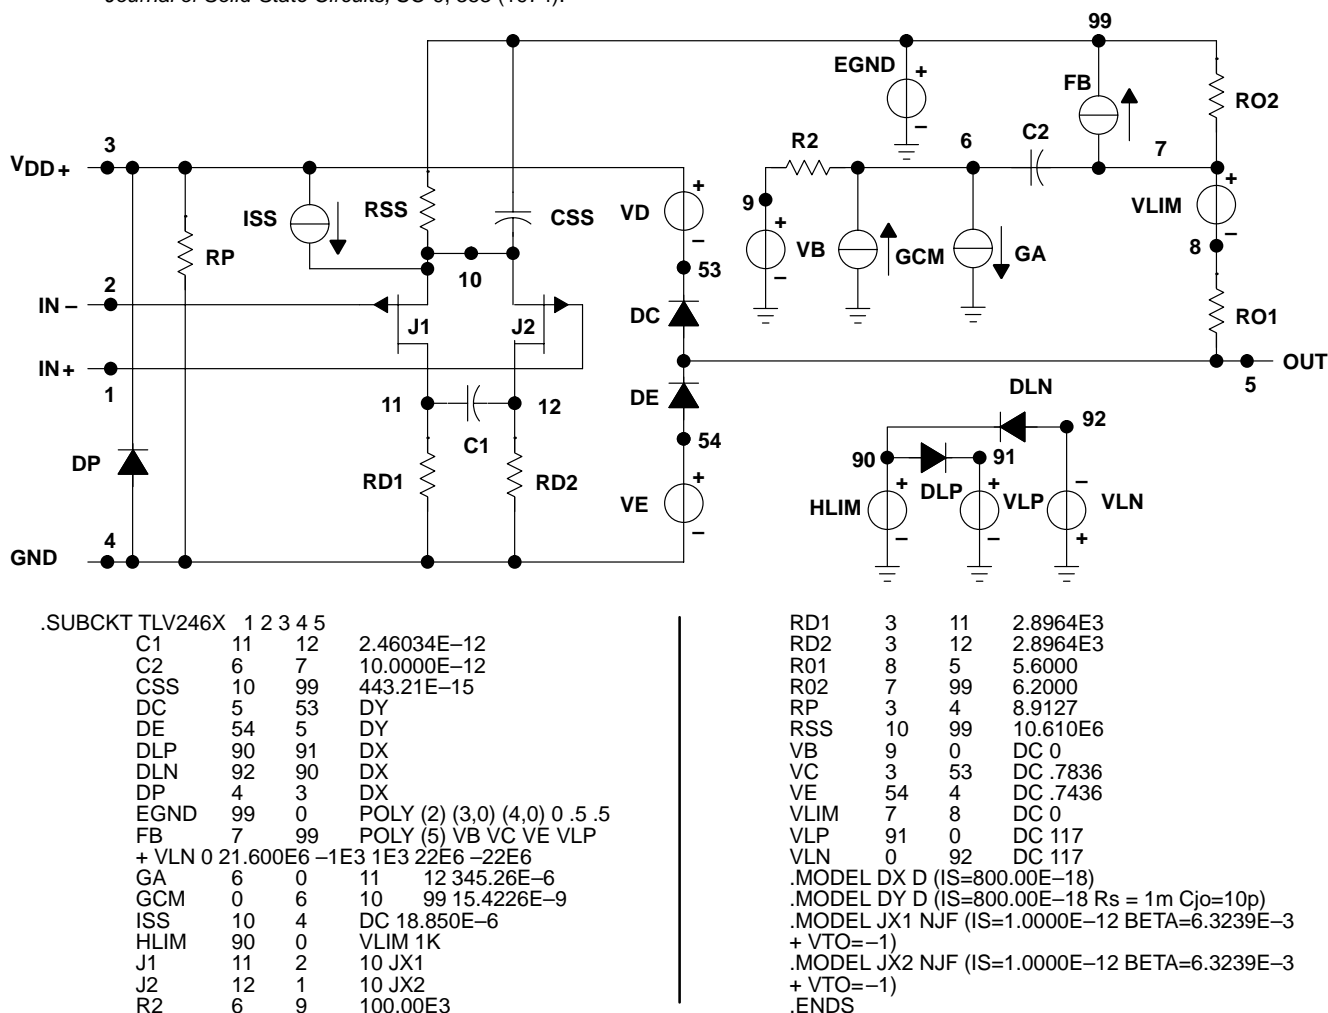 Journal of Solid-State Circuits, SC-9, 353 (1974).
99
EGND
+
FB
RO2
–
3
R2
6
C2
7
VDD+
+
+
9
VLIM
ISS
RSS
VD
CSS
+
–
–
8
RP
VB
GCM
GA
10
–
53
2
IN –
J1
J2
DC
RO1
IN+
OUT
1
5
DE
DLN
11
12
92
54
C1
90
91
DP
+
+
+
–
RD1
RD2
DLP
VLP
VLN
VE
HLIM
–
–
–
+
4
GND
.SUBCKT TLV246X 1 2 3 4 5
C1 11 12 2.46034E–12
C2 6 7 10.0000E–12
CSS 10 99 443.21E–15
DC 5 53 DY
DE 54 5 DY
DLP 90 91 DX
DLN 92 90 DX
DP 4 3 DX
EGND 99 0 POLY (2) (3,0) (4,0) 0 .5 .5
FB 7 99 POLY (5) VB VC VE VLP
+ VLN 0 21.600E6 –1E3 1E3 22E6 –22E6
GA 6 0 11 12 345.26E–6
GCM 0 6 10 99 15.4226E–9
ISS 10 4 DC 18.850E–6
HLIM 90 0 VLIM 1K
J1 11 2 10 JX1
J2 12 1 10 JX2
R2 6 9 100.00E3
RD1 3 11 2.8964E3
RD2 3 12 2.8964E3
R01 8 5 5.6000
R02 7 99 6.2000
RP 3 4 8.9127
RSS 10 99 10.610E6
VB 9 0 DC 0
VC 3 53 DC .7836
VE 54 4 DC .7436
VLIM 7 8 DC 0
VLP 91 0 DC 117
VLN 0 92 DC 117
.MODEL DX D (IS=800.00E–18)
.MODEL DY D (IS=800.00E–18 Rs = 1m Cjo=10p)
.MODEL JX1 NJF (IS=1.0000E–12 BETA=6.3239E–3
+ VTO=–1)
.MODEL JX2 NJF (IS=1.0000E–12 BETA=6.3239E–3
+ VTO=–1)
.ENDS